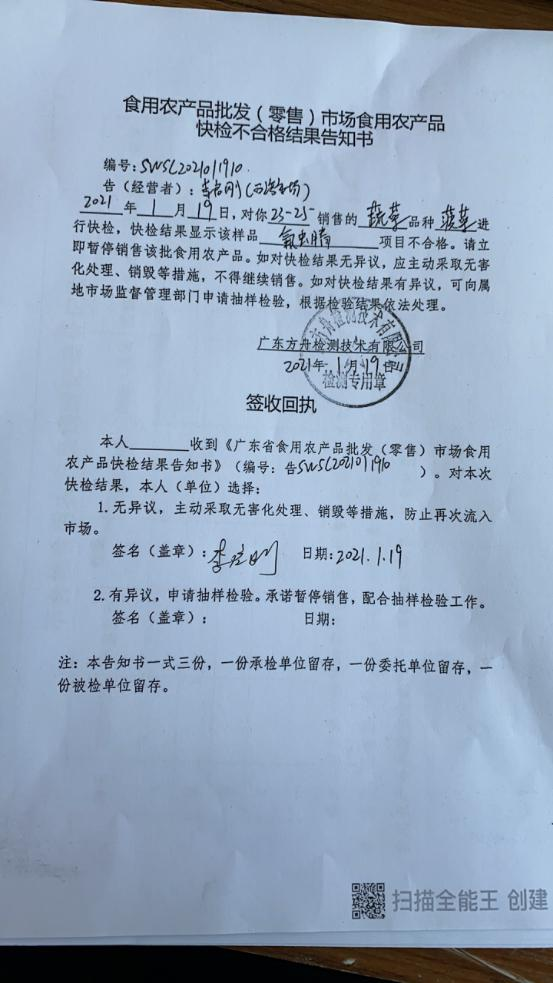 食用农产品批发（零售）市场食用农产品
快检不合格结果告知书
编号：SWSL2021011910
告（经营者）：李 刚（ 市场）
2021 年 1 月 19 日，对你 23-25 销售的 蔬菜 品种 菠菜 进
行快检，快检结果显示该样品 氟虫腈 项目不合格。请立
即暂停销售该批食用农产品。如对快检结果无异议，应主动采取无害
化处理、销毁等措施，不得继续销售。如对快检结果有异议，可向属
地市场监督管理部门申请抽样检验，根据检验结果依法处理。
广东方舟检测技术有限公司
2021年 1 月 19 日
检测专用章
签收回执
本人 收到《广东省食用农产品批发（零售）市场食用
农产品快检结果告知书》（编号：告SWSL2021011910 ）。对本次
快检结果，本人（单位）选择：
1. 无异议，主动采取无害化处理、销毁等措施，防止再次流入
市场。
签名（盖章）：李 刚 日期：2021.1.19
2. 有异议，申请抽样检验。承诺暂停销售，配合抽样检验工作。
签名（盖章）： 日期：
注：本告知书一式三份，一份承检单位留存，一份委托单位留存，一
份被检单位留存。
扫描全能王 创建